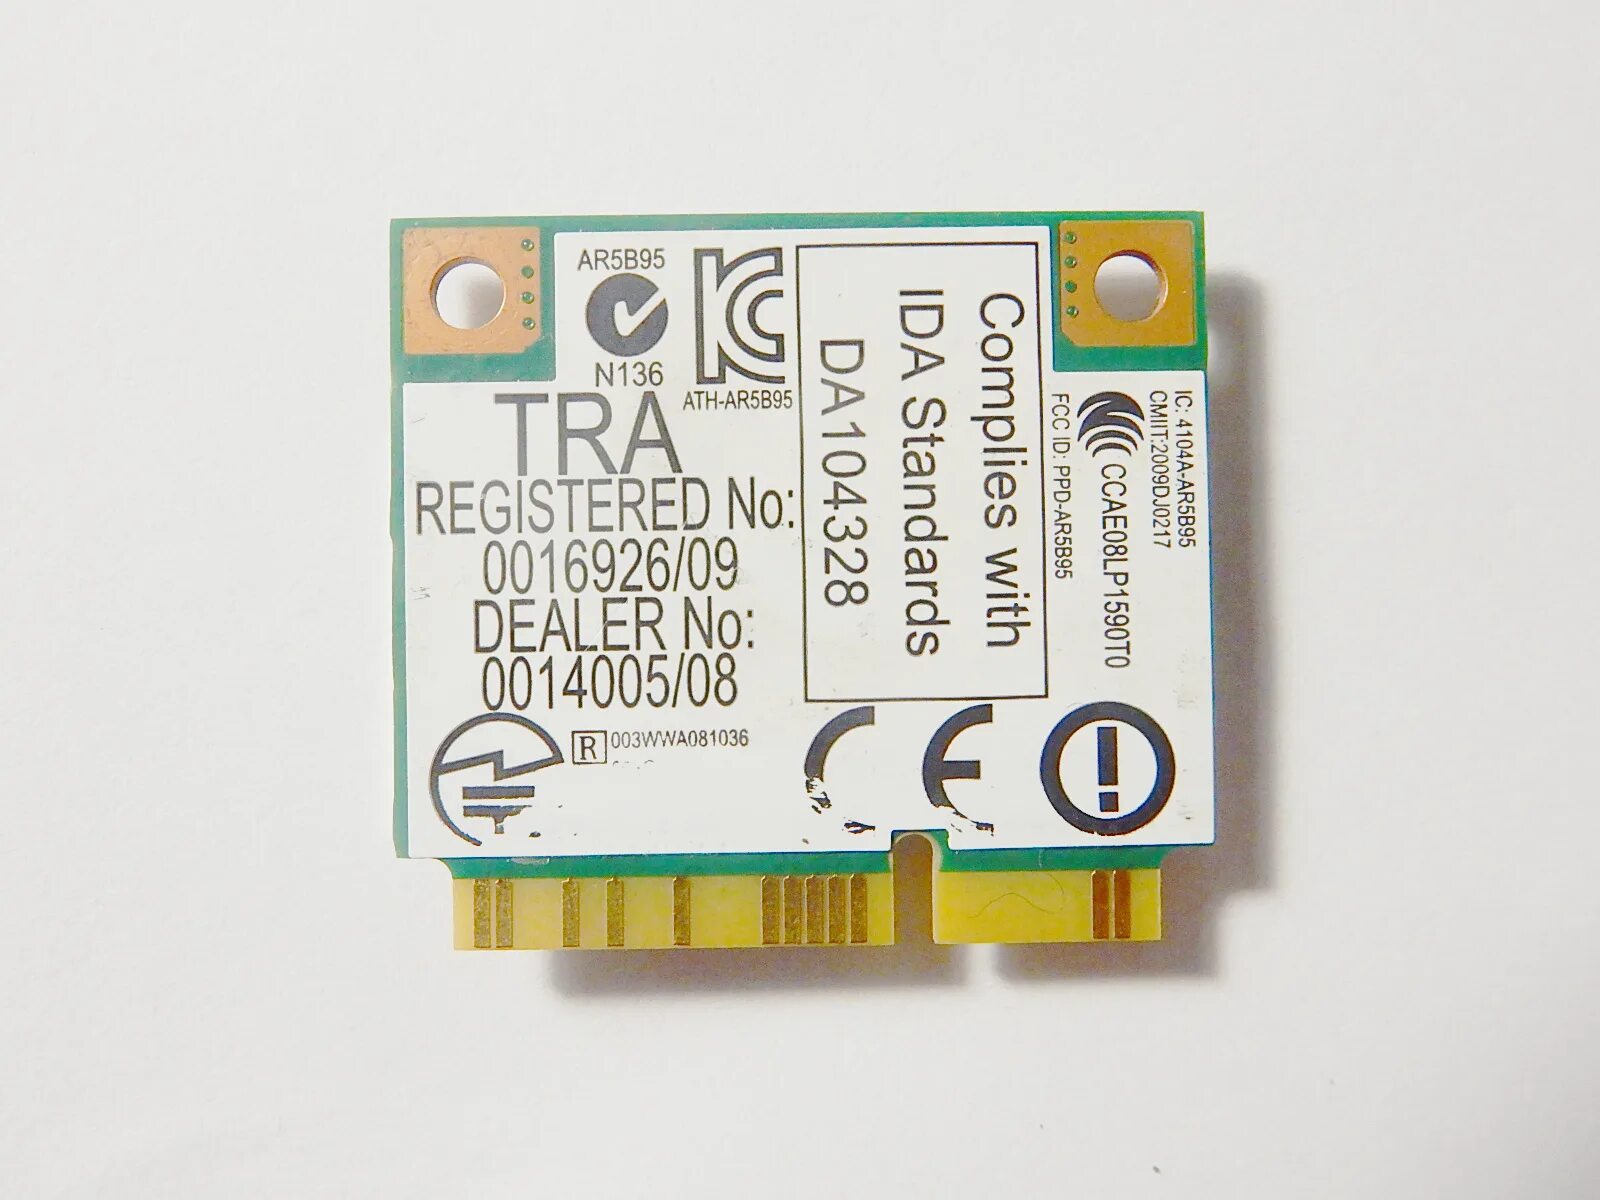 AR5B95
N136
KC
ATH-AR5B95
TRA
REGISTERED No:
0016926/09
DEALER No:
0014005/08
R 003WWA081036
Complies with
IDA Standards
DA104328
IC: 4104A-AR5B95
CMIIT:2009DJ0217
CCAE08LP1590T0
FCC ID: PPD-AR5B95
CE